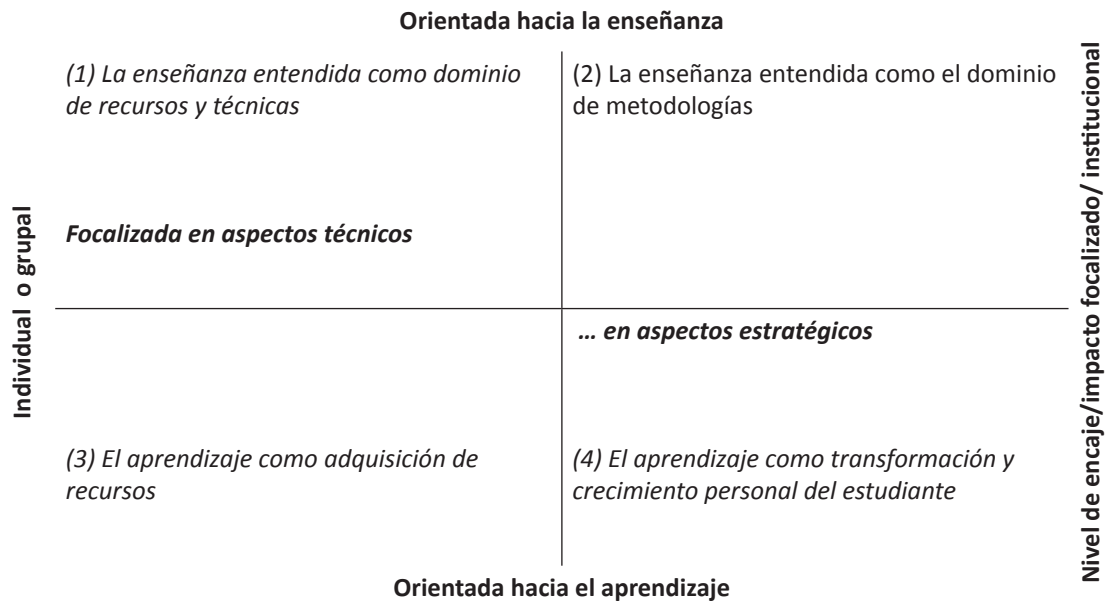 Orientada hacia la enseñanza
(1) La enseñanza entendida como dominio
de recursos y técnicas
(2) La enseñanza entendida como el dominio
de metodologías
Focalizada en aspectos técnicos
Individual o grupal
Nivel de encaje/impacto focalizado/ institucional
... en aspectos estratégicos
(3) El aprendizaje como adquisición de
recursos
(4) El aprendizaje como transformación y
crecimiento personal del estudiante
Orientada hacia el aprendizaje